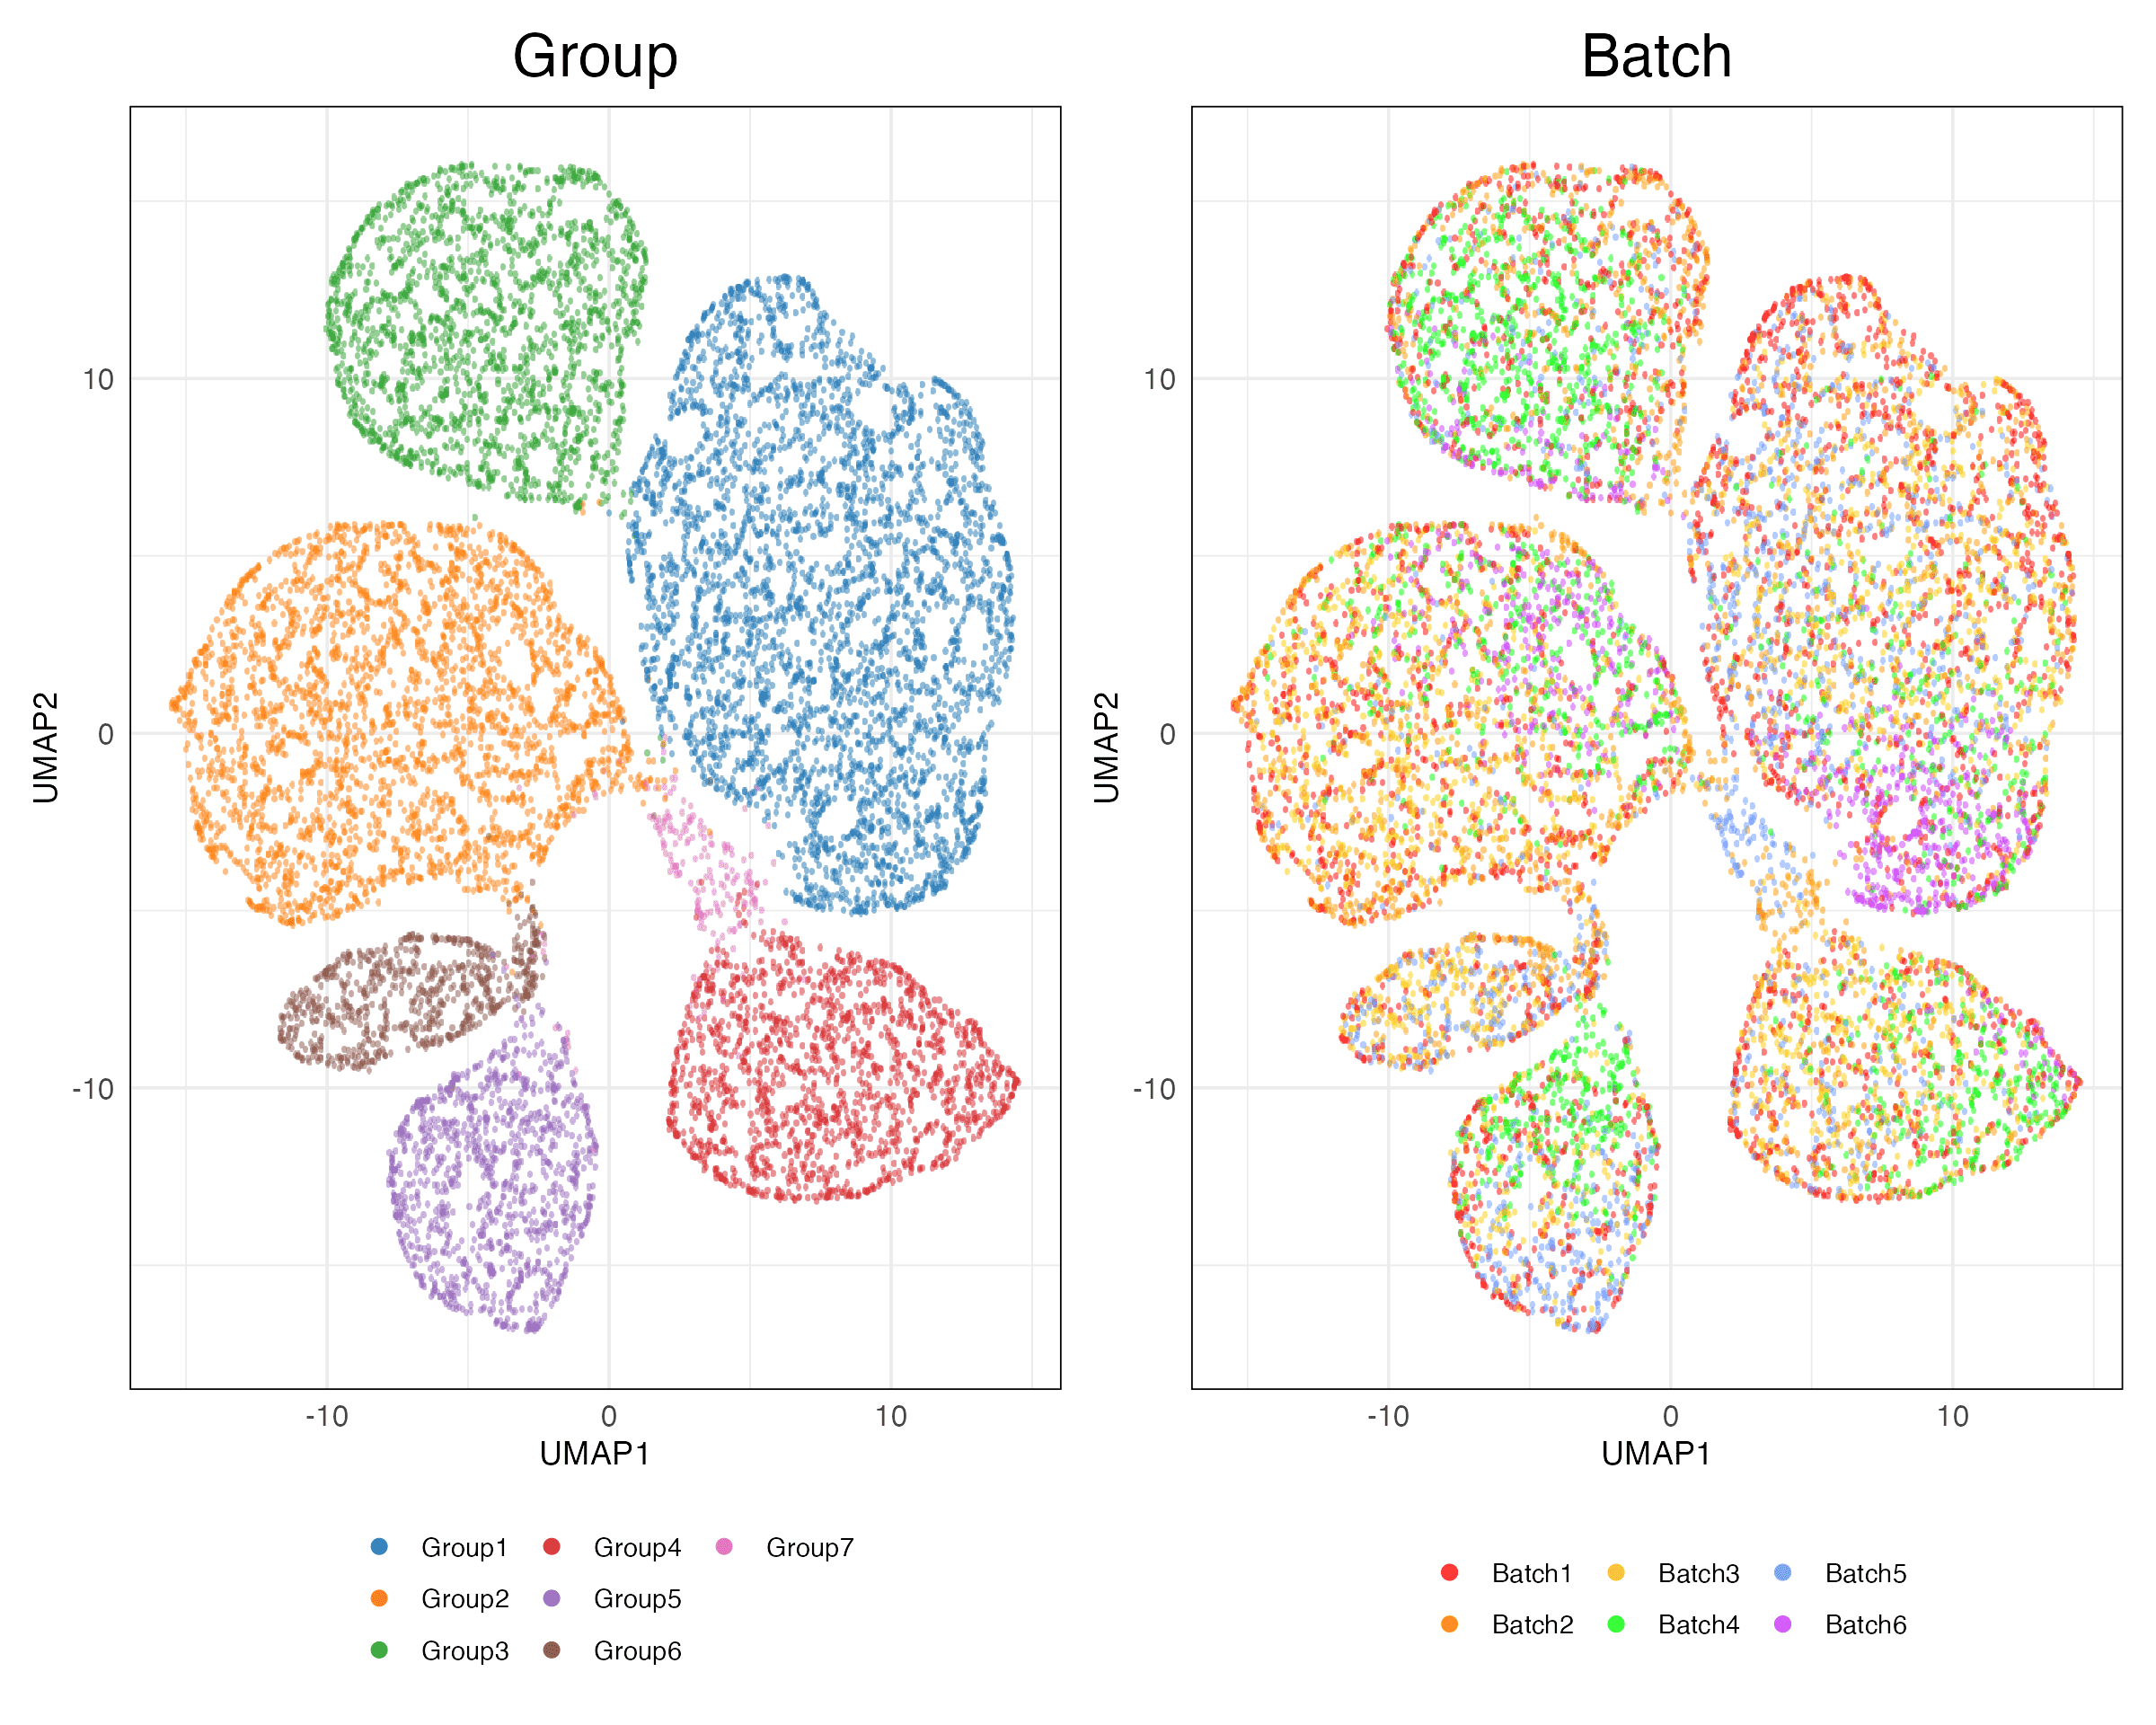 Group
Batch
UMAP2
10
0
-10
-10
0
10
UMAP1
UMAP2
10
0
-10
-10
0
10
UMAP1
Group1 Group4 Group7
Group2 Group5
Group3 Group6
Batch1 Batch3 Batch5
Batch2 Batch4 Batch6